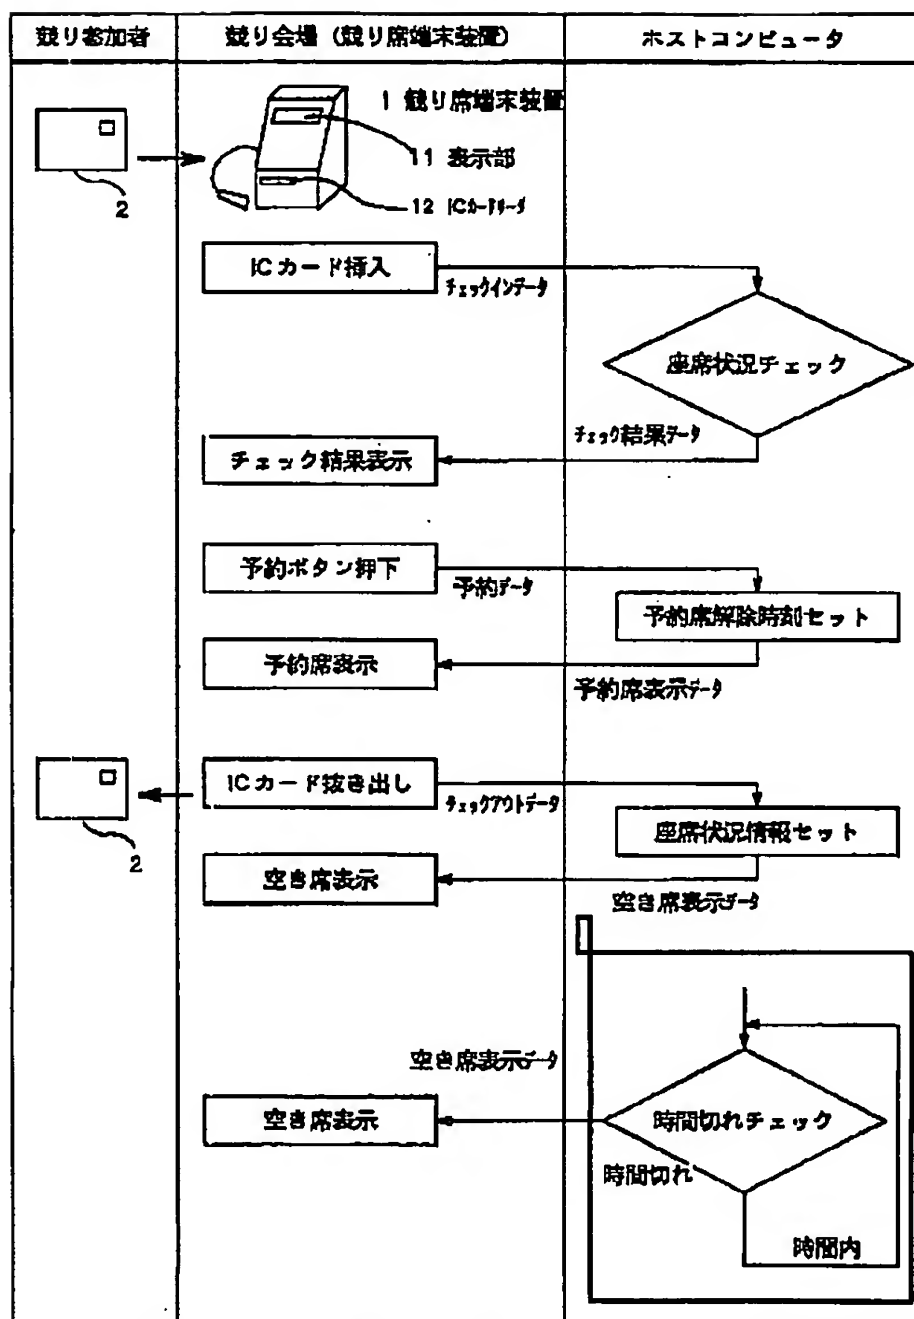 競り参加者
競り会場（競り席端末装置）
ホストコンピュータ
1 競り席端末装置
11 表示部
12 ICカードリーダ
2
ICカード挿入
チェックインデータ
座席状況チェック
チェック結果データ
チェック結果表示
予約ボタン押下
予約データ
予約席解除時刻セット
予約席表示
予約席表示データ
ICカード抜き出し
チェックアウトデータ
2
座席状況情報セット
空き席表示
空き席表示データ
空き席表示データ
空き席表示
時間切れチェック
時間切れ
時間内